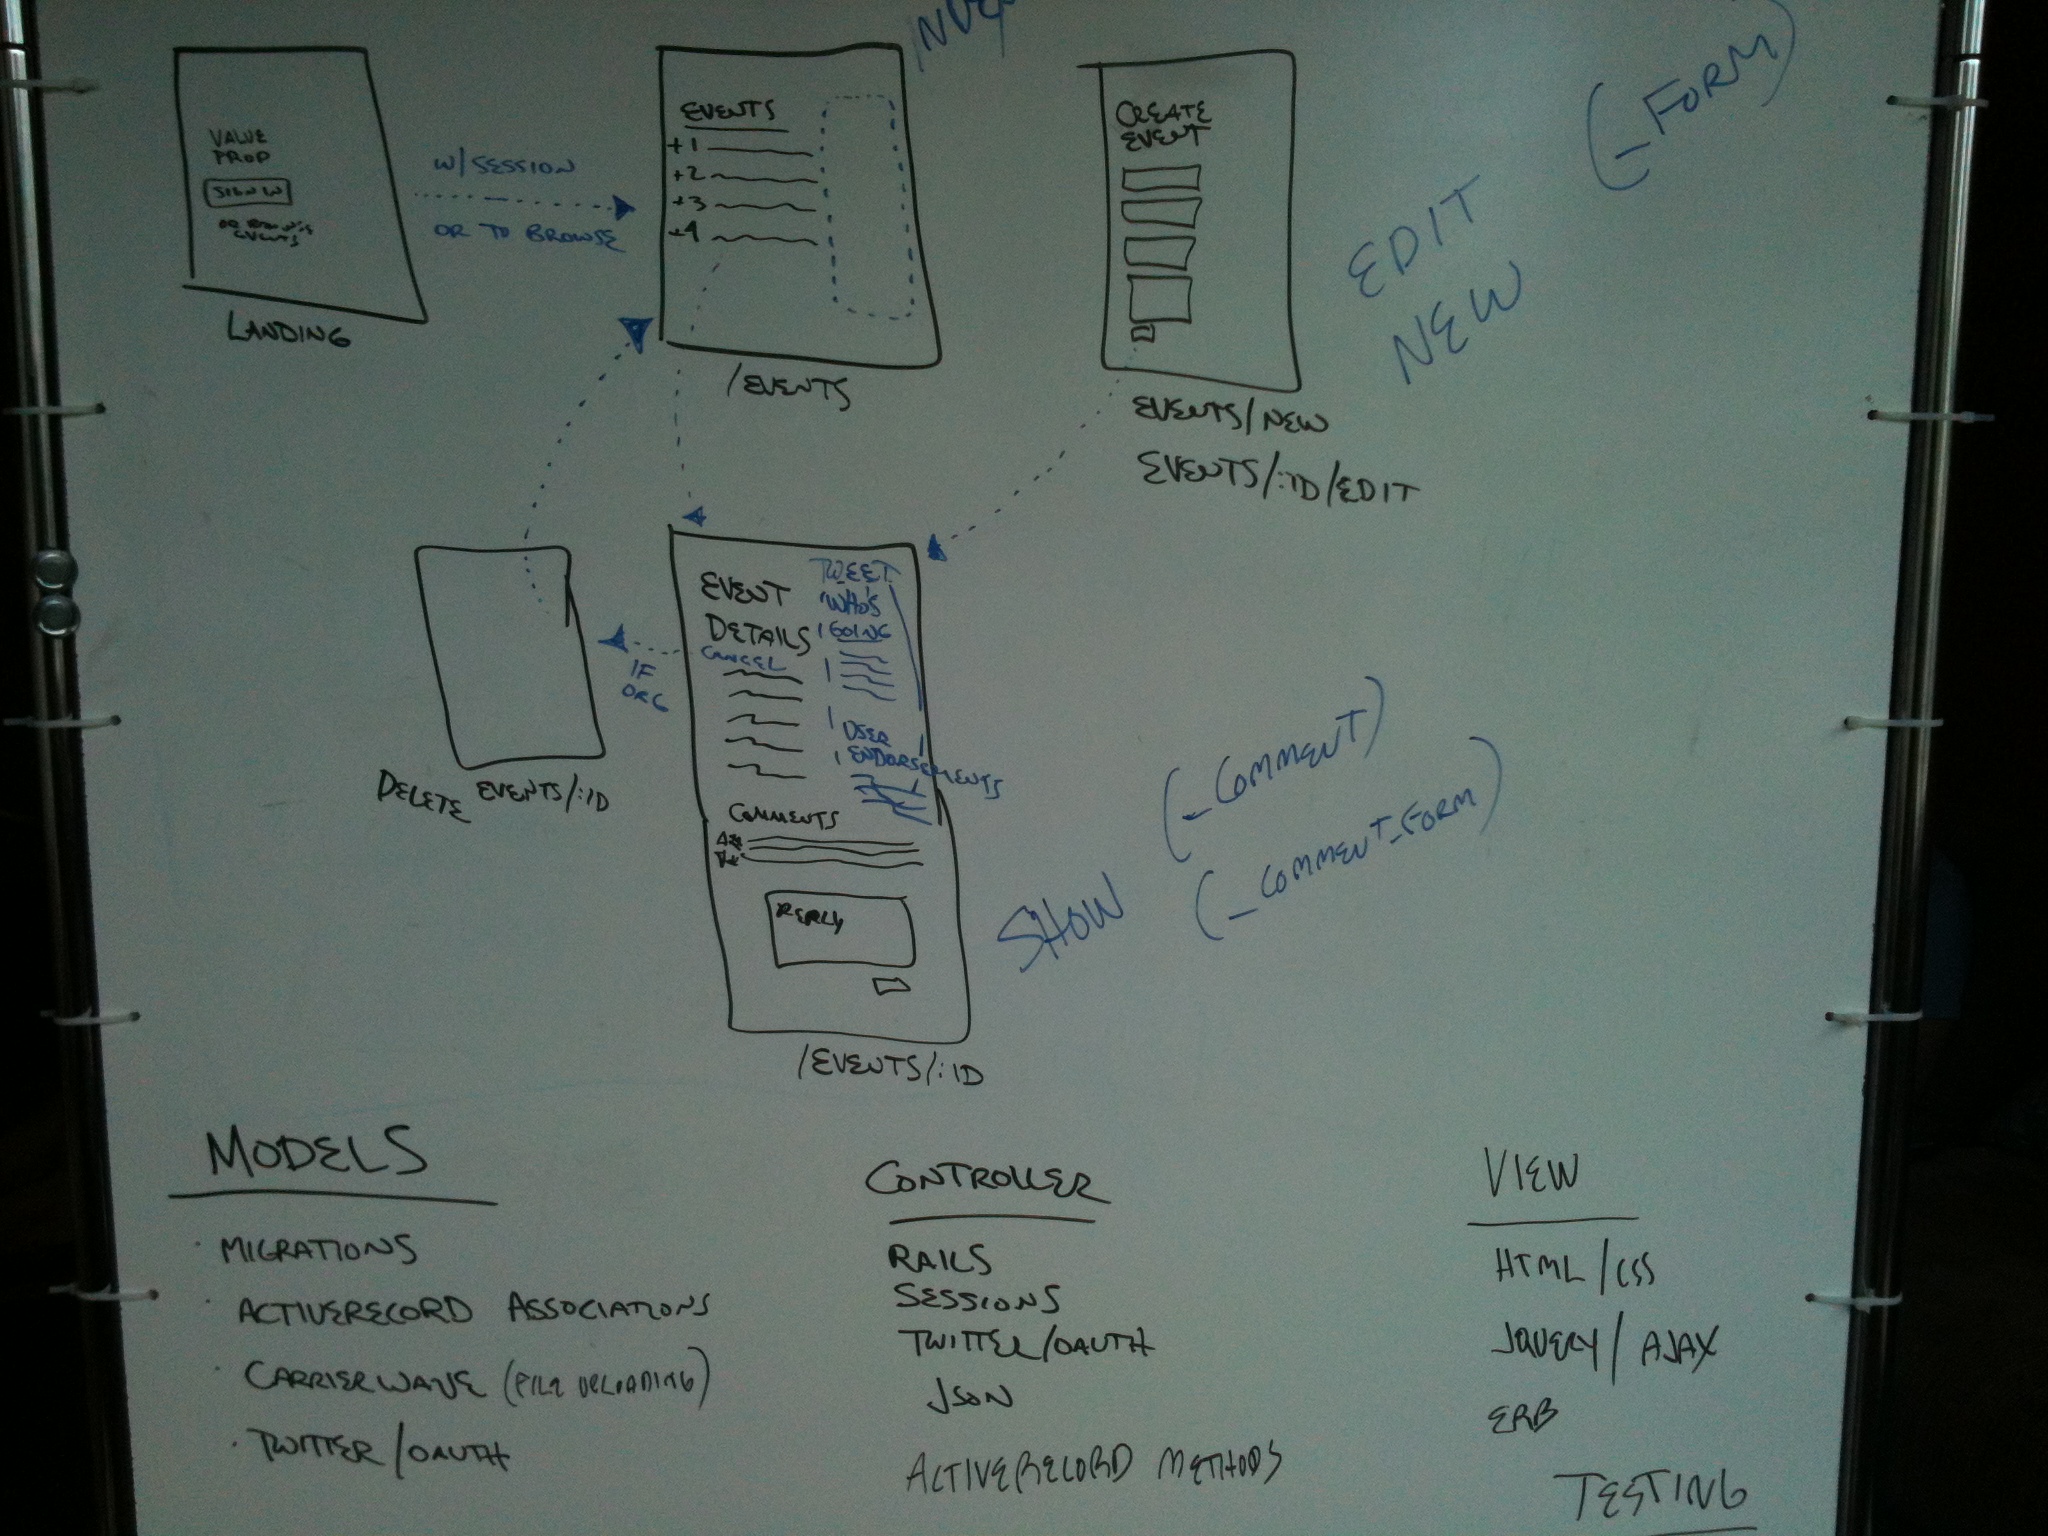 VALUE
PROP
SIGN IN
OR BROWSE
EVENTS
LANDING
W/SESSION
OR TO BROWSE
EVENTS
+1
+2
+3
+4
/EVENTS
CREATE
EVENT
EVENTS/NEW
EVENTS/:ID/EDIT
EDIT
NEW
(_FORM)
DELETE EVENTS/:ID
IF
ORG
EVENT
DETAILS
CANCEL
TWEET
WHO'S
GOING
USER
ENDORSEMENTS
COMMENTS
REPLY
/EVENTS/:ID
SHOW
(_COMMENT)
(_COMMENT_FORM)
MODELS
· MIGRATIONS
· ACTIVERECORD ASSOCIATIONS
· CARRIERWAVE (FILE UPLOADING)
· TWITTER/OAUTH
CONTROLLER
RAILS
SESSIONS
TWITTER/OAUTH
JSON
ACTIVERECORD METHODS
VIEW
HTML/CSS
JQUERY/AJAX
ERB
TESTING